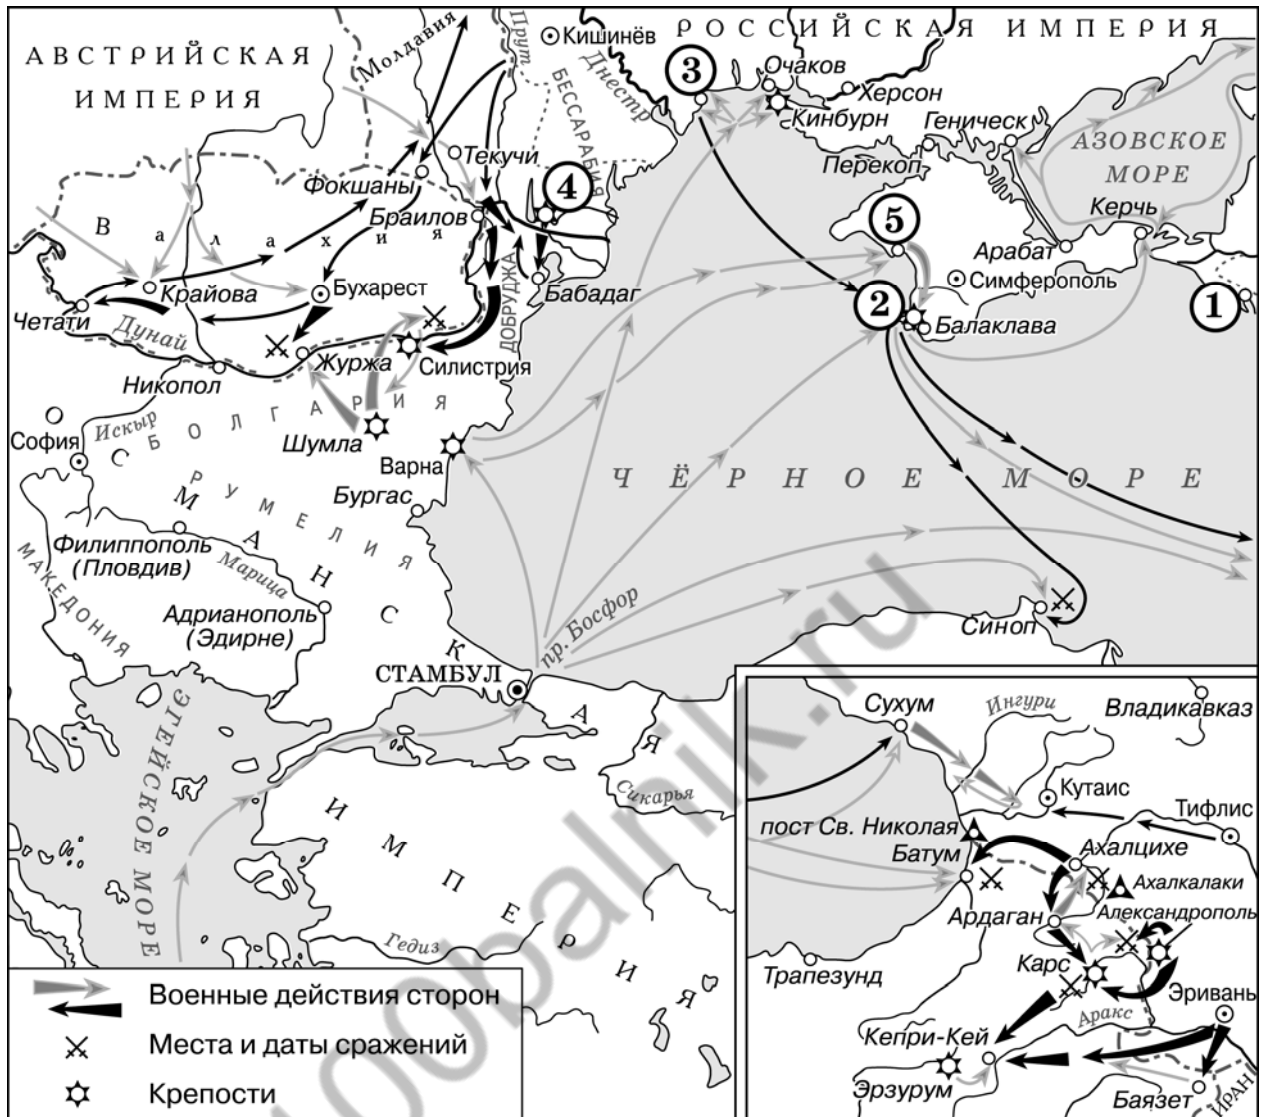 АВСТРИЙСКАЯ
ИМПЕРИЯ
Молдавия
Прут
Кишинёв
БЕССАРАБИЯ
Днестр
РОССИЙСКАЯ ИМПЕРИЯ
3
Очаков
Кинбурн
Херсон
Геническ
Перекоп
АЗОВСКОЕ
МОРЕ
Керчь
Арабат
Симферополь
1
5
2
Балаклава
4
Текучи
Фокшаны
Браилов
Валахия
Крайова
Бухарест
Четати
Дунай
Журжа
Силистрия
ДОБРУДЖА
Бабадаг
Никопол
Искыр
БОЛГАРИЯ
Шумла
София
Варна
Бургас
РУМЕЛИЯ
ОСМАНСКАЯ
ИМПЕРИЯ
Филиппополь
(Пловдив)
Марица
МАКЕДОНИЯ
Адрианополь
(Эдирне)
ЧЁРНОЕ МОРЕ
Синоп
пр. Босфор
СТАМБУЛ
ЭГЕЙСКОЕ МОРЕ
Сикарья
Гедиз
Сухум
Ингури
Владикавказ
Кутаис
Тифлис
пост Св. Николая
Батум
Ахалцихе
Ахалкалаки
Ардаган
Александрополь
Карс
Трапезунд
Эривань
Аракс
Кепри-Кей
Эрзурум
Баязет
ИРАН
Военные действия сторон
Места и даты сражений
Крепости
100balnik.ru